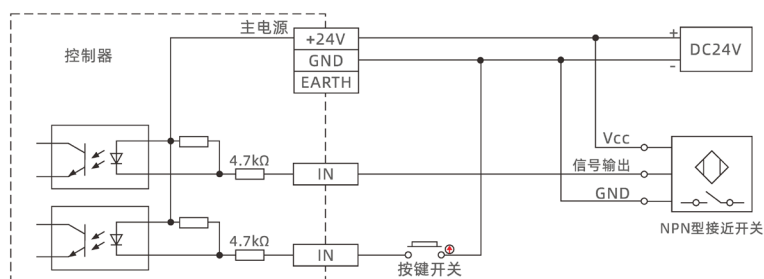 主电源
控制器
+24V
GND
EARTH
+
DC24V
-
4.7kΩ
IN
Vcc
信号输出
GND
NPN型接近开关
4.7kΩ
IN
按键开关